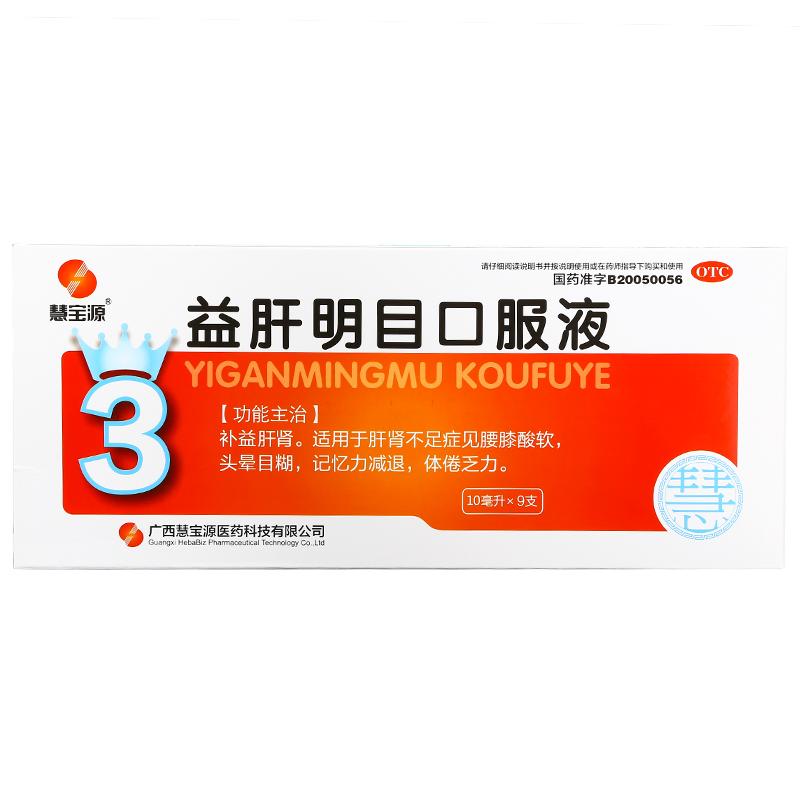 慧宝源®
请仔细阅读说明书并按说明使用或在药师指导下购买和使用
OTC
国药准字B20050056
益肝明目口服液
YIGANMINGMU KOUFUYE
3
【功能主治】
补益肝肾。适用于肝肾不足症见腰膝酸软,
头晕目糊,记忆力减退,体倦乏力。
10毫升×9支
慧
广西慧宝源医药科技有限公司
Guangxi HebaBiz Pharmaceutical Technology Co.,Ltd